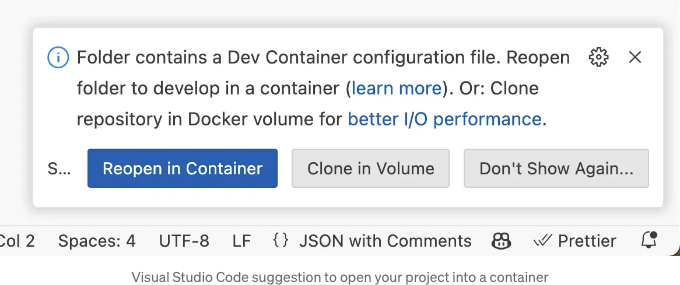 Folder contains a Dev Container configuration file. Reopen
folder to develop in a container (learn more). Or: Clone
repository in Docker volume for better I/O performance.
S... Reopen in Container Clone in Volume Don't Show Again...
Col 2 Spaces: 4 UTF-8 LF {} JSON with Comments Prettier
Visual Studio Code suggestion to open your project into a container